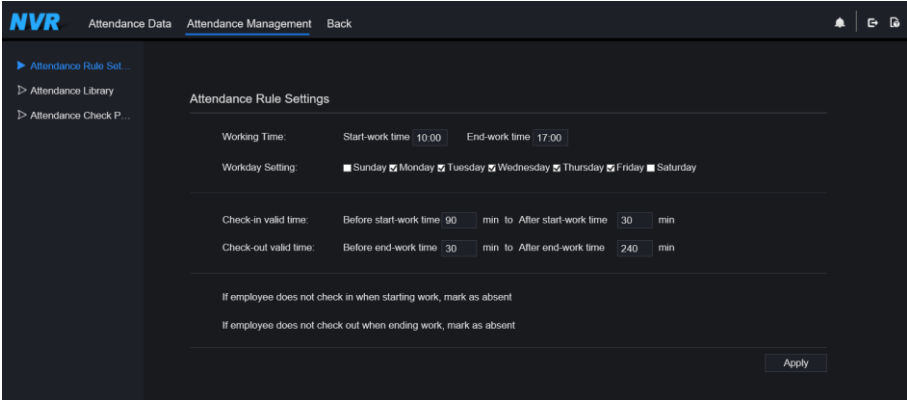 NVR Attendance Data Attendance Management Back
Attendance Rule Set...
Attendance Library
Attendance Check P...
Attendance Rule Settings
Working Time: Start-work time 10:00 End-work time 17:00
Workday Setting: Sunday Monday Tuesday Wednesday Thursday Friday Saturday
Check-in valid time: Before start-work time 90 min to After start-work time 30 min
Check-out valid time: Before end-work time 30 min to After end-work time 240 min
If employee does not check in when starting work, mark as absent
If employee does not check out when ending work, mark as absent
Apply